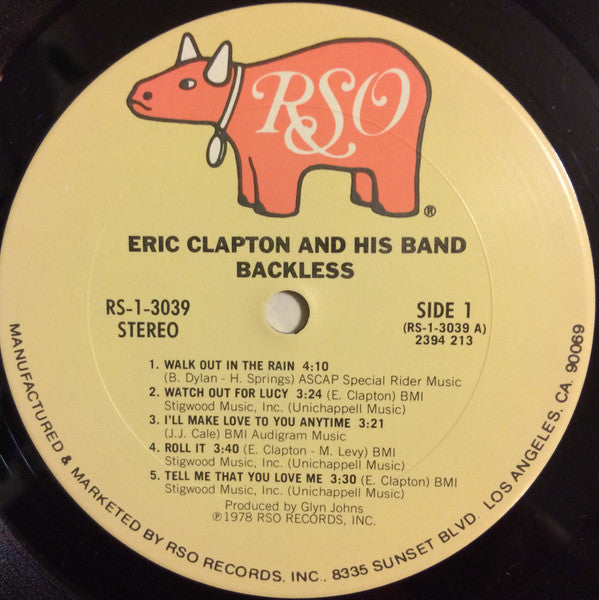 RSO
®
ERIC CLAPTON AND HIS BAND
BACKLESS
RS-1-3039
STEREO
SIDE 1
(RS-1-3039 A)
2394 213
1. WALK OUT IN THE RAIN 4:10
(B. Dylan - H. Springs) ASCAP Special Rider Music
2. WATCH OUT FOR LUCY 3:24 (E. Clapton) BMI
Stigwood Music, Inc. (Unichappell Music)
3. I'LL MAKE LOVE TO YOU ANYTIME 3:21
(J.J. Cale) BMI Audigram Music
4. ROLL IT 3:40 (E. Clapton - M. Levy) BMI
Stigwood Music, Inc. (Unichappell Music)
5. TELL ME THAT YOU LOVE ME 3:30 (E. Clapton) BMI
Stigwood Music, Inc. (Unichappell Music)
Produced by Glyn Johns
℗1978 RSO RECORDS, INC.
MANUFACTURED & MARKETED BY RSO RECORDS, INC. 8335 SUNSET BLVD. LOS ANGELES, CA. 90069